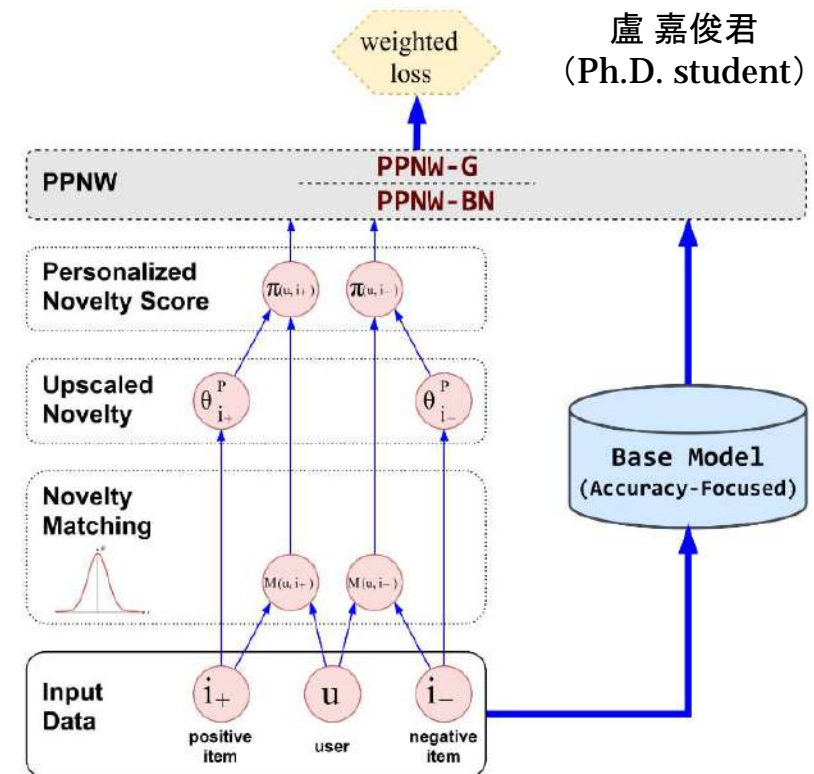 盧 嘉俊君
(Ph.D. student)
weighted
loss
PPNW
PPNW-G
PPNW-BN
Personalized
Novelty Score
π(u, i+)
π(u, i−)
Upscaled
Novelty
θ P i+
θ P i−
Novelty
Matching
M(u, i+)
M(u, i−)
Base Model
(Accuracy-Focused)
Input
Data
i+
u
i−
positive
item
user
negative
item